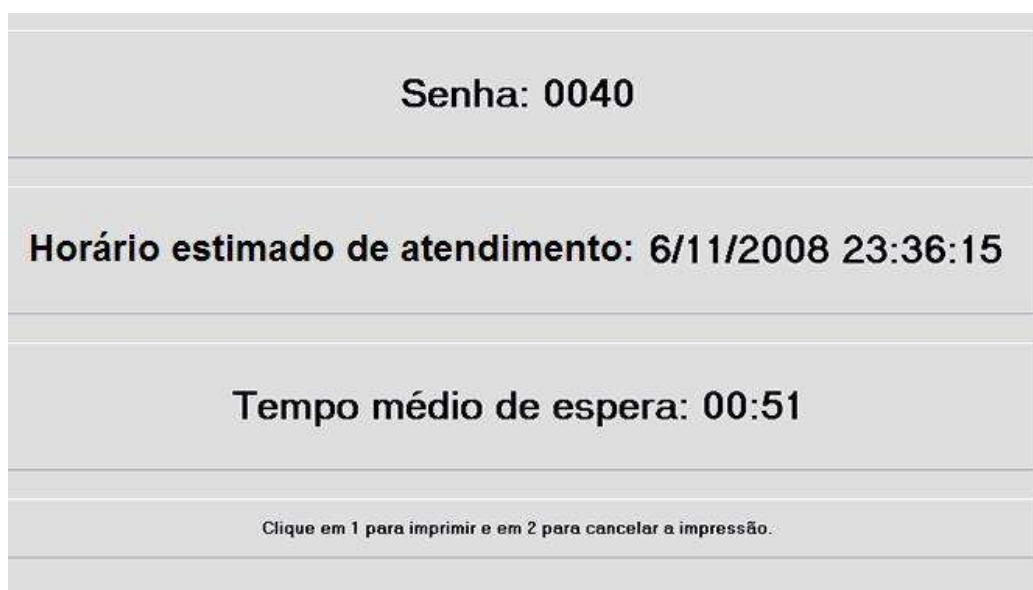 Senha: 0040
Horário estimado de atendimento: 6/11/2008 23:36:15
Tempo médio de espera: 00:51
Clique em 1 para imprimir e em 2 para cancelar a impressão.